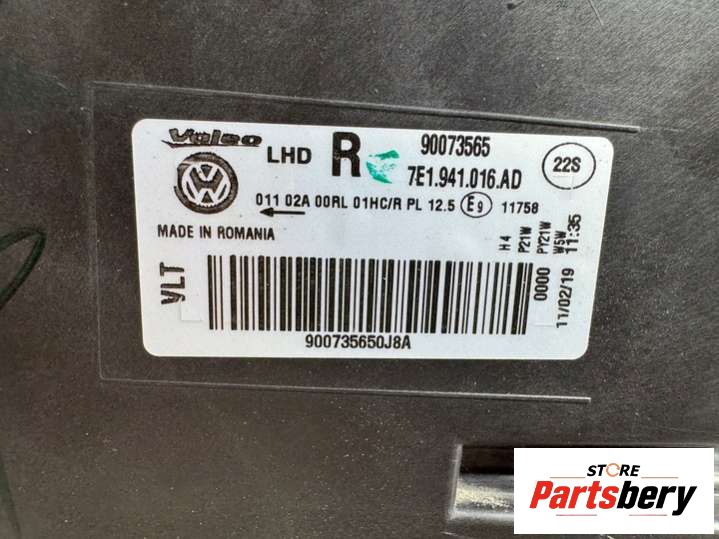 Valeo
LHD R 90073565
7E1.941.016.AD
22S
011 02A 00RL 01HC/R PL 12.5 E9 11758
MADE IN ROMANIA
VLT
H4
P21W
PY21W
W5W
0000
11/02/19 11:35
900735650J8A
STORE
Partsbery